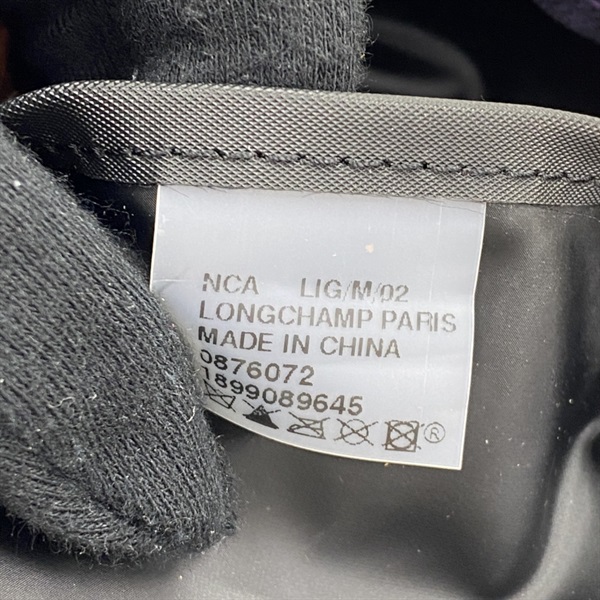 NCA LIG/M/02
LONGCHAMP PARIS
MADE IN CHINA
0876072
1899089645
®